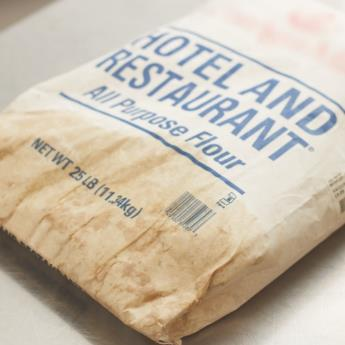 HOTEL AND
RESTAURANT®
All Purpose Flour
NET WT 25 LB (11.34kg)